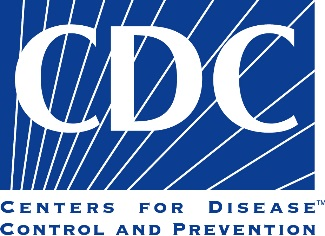 CDC
CENTERS FOR DISEASE™
CONTROL AND PREVENTION